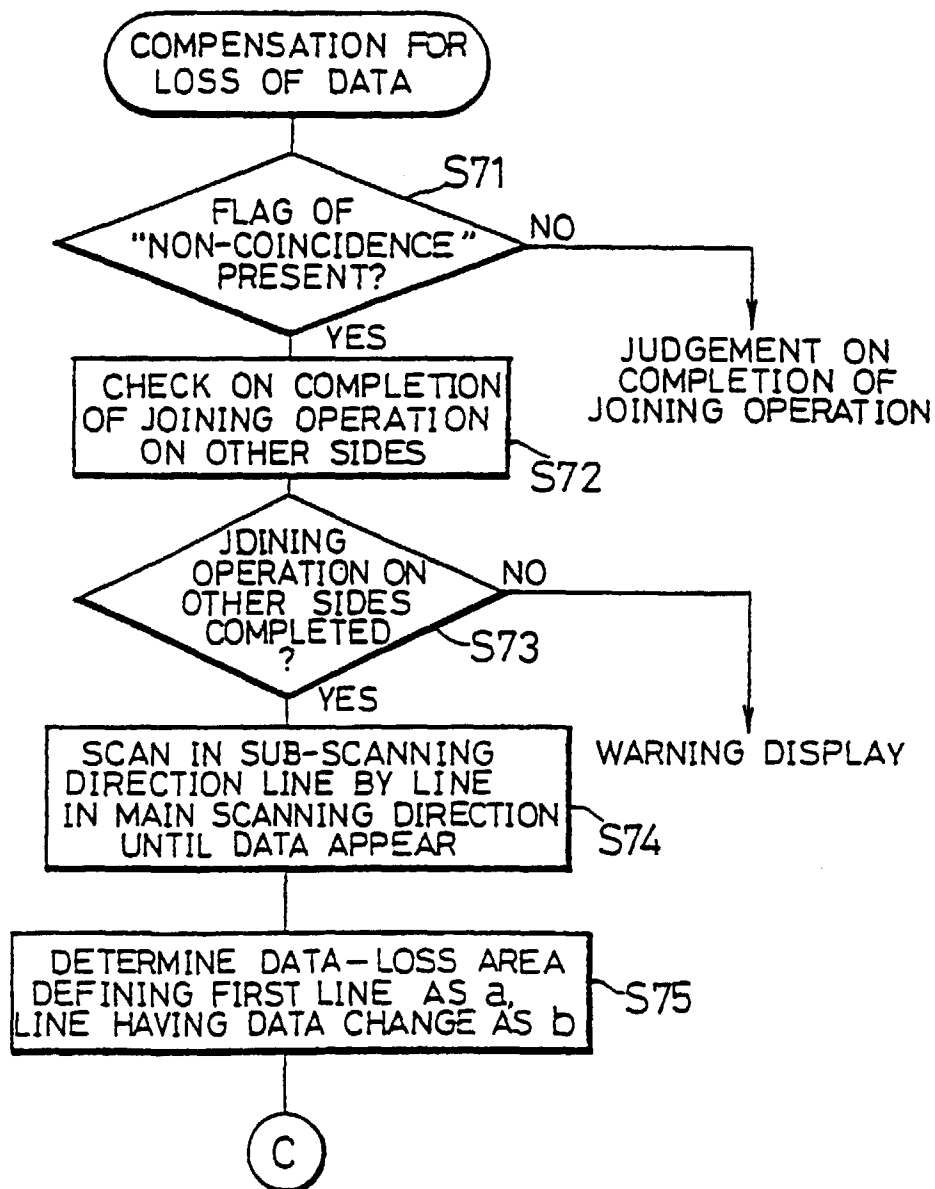 COMPENSATION FOR
LOSS OF DATA
S71
FLAG OF
"NON-COINCIDENCE"
PRESENT?
NO
YES
JUDGEMENT ON
COMPLETION OF
JOINING OPERATION
CHECK ON COMPLETION
OF JOINING OPERATION
ON OTHER SIDES
S72
JOINING
OPERATION ON
OTHER SIDES
COMPLETED
?
NO
S73
YES
WARNING DISPLAY
SCAN IN SUB-SCANNING
DIRECTION LINE BY LINE
IN MAIN SCANNING DIRECTION
UNTIL DATA APPEAR
S74
DETERMINE DATA-LOSS AREA
DEFINING FIRST LINE AS a,
LINE HAVING DATA CHANGE AS b
S75
C